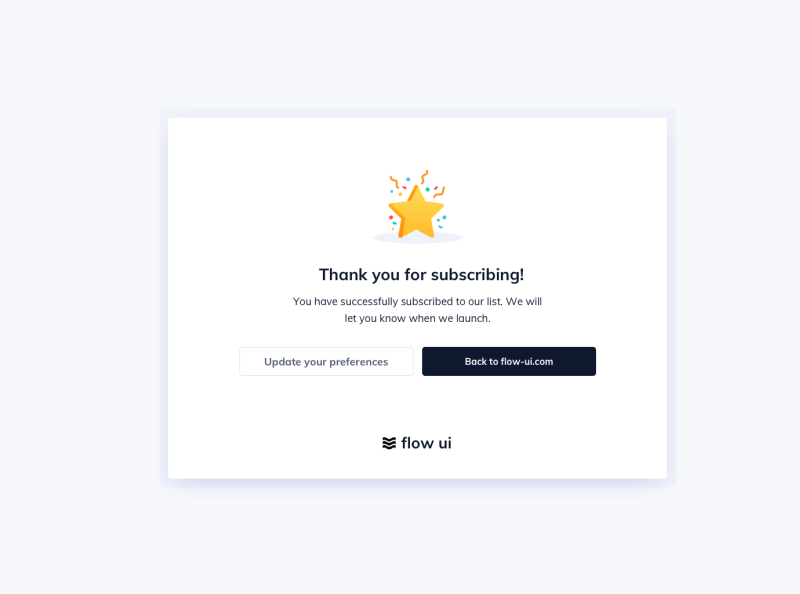 Thank you for subscribing!
You have successfully subscribed to our list. We will
let you know when we launch.
Update your preferences
Back to flow-ui.com
flow ui